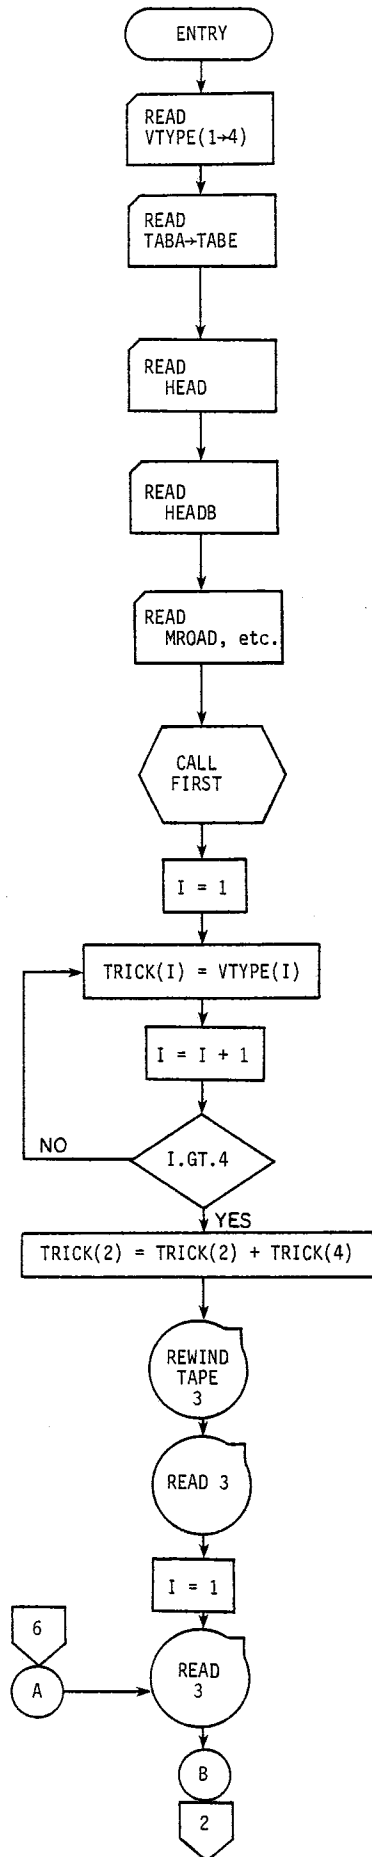 ENTRY
READ
VTYPE(1→4)
READ
TABA→TABE
READ
HEAD
READ
HEADB
READ
MROAD, etc.
CALL
FIRST
I = 1
TRICK(I) = VTYPE(I)
I = I + 1
NO
I.GT.4
YES
TRICK(2) = TRICK(2) + TRICK(4)
REWIND
TAPE
3
READ 3
I = 1
6
A
READ
3
B
2